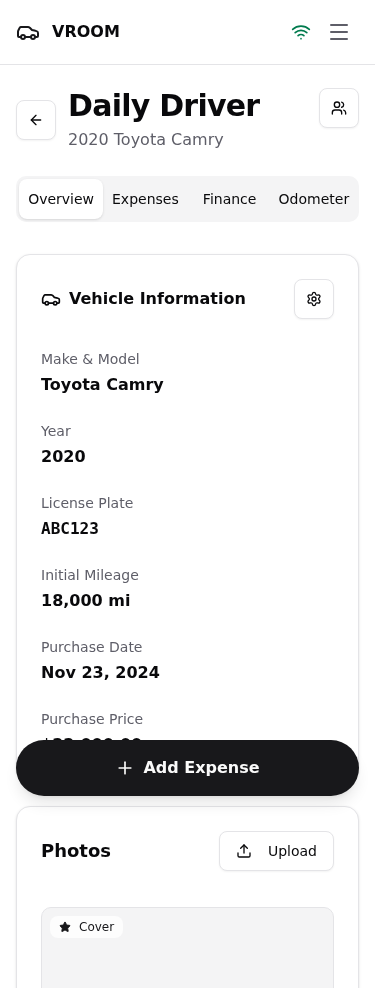 VROOM
Daily Driver
2020 Toyota Camry
Overview Expenses Finance Odometer
Vehicle Information
Make & Model
Toyota Camry
Year
2020
License Plate
ABC123
Initial Mileage
18,000 mi
Purchase Date
Nov 23, 2024
Purchase Price
Add Expense
Photos
Upload
Cover